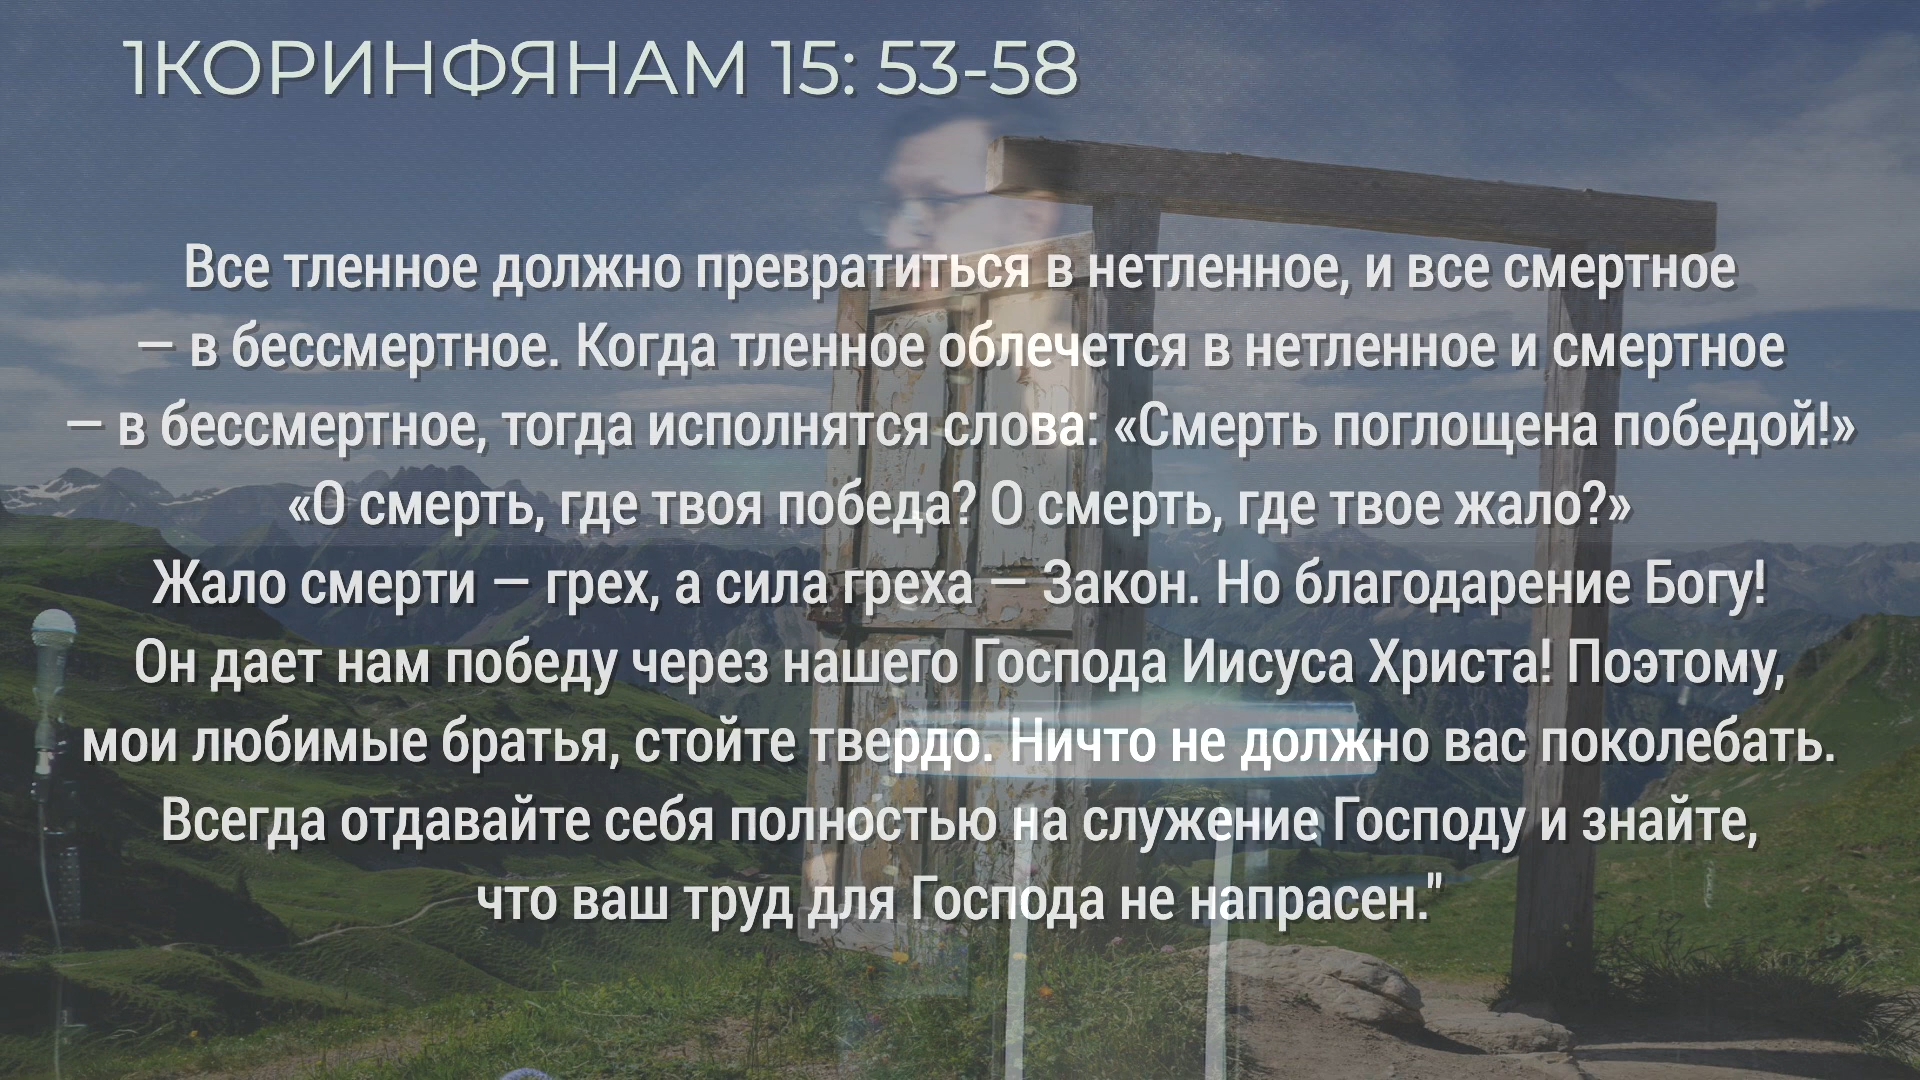 1КОРИНФЯНАМ 15: 53-58
Все тленное должно превратиться в нетленное, и все смертное
— в бессмертное. Когда тленное облечется в нетленное и смертное
— в бессмертное, тогда исполнятся слова: «Смерть поглощена победой!»
«О смерть, где твоя победа? О смерть, где твое жало?»
Жало смерти — грех, а сила греха — Закон. Но благодарение Богу!
Он дает нам победу через нашего Господа Иисуса Христа! Поэтому,
мои любимые братья, стойте твердо. Ничто не должно вас поколебать.
Всегда отдавайте себя полностью на служение Господу и знайте,
что ваш труд для Господа не напрасен."